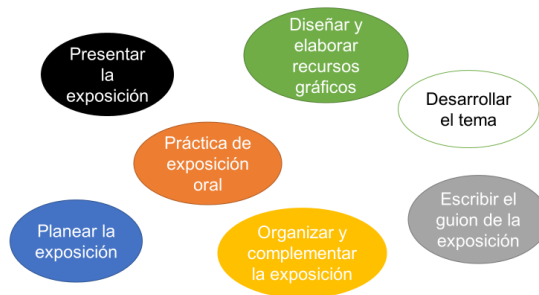 Presentar
la
exposición
Diseñar y
elaborar
recursos
gráficos
Desarrollar
el tema
Práctica de
exposición
oral
Escribir el
guion de la
exposición
Planear la
exposición
Organizar y
complementar
la exposición